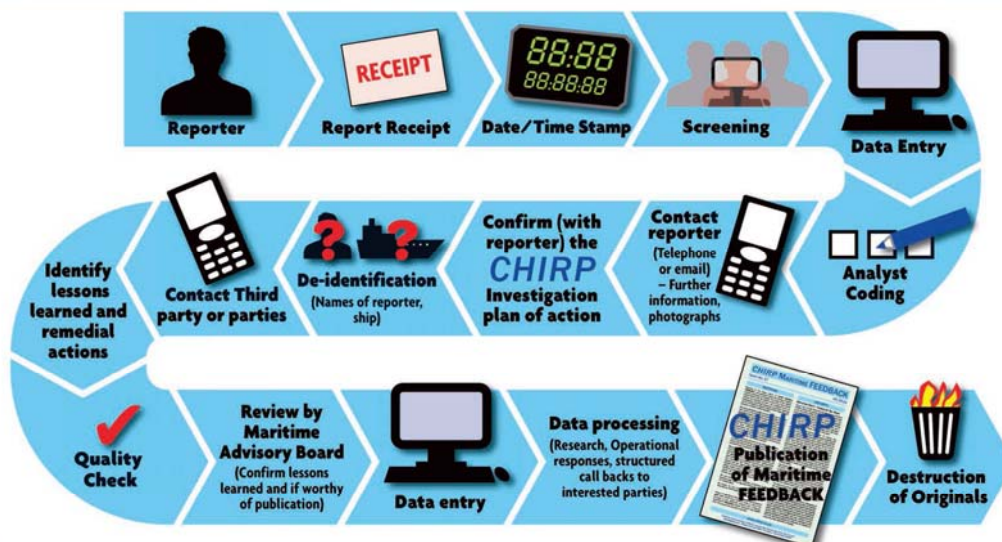 RECEIPT
88:88
88:88:88
Reporter
Report Receipt
Date/Time Stamp
Screening
Data Entry
Analyst
Coding
Contact
reporter
(Telephone
or email)
– Further
information,
photographs
Confirm (with
reporter) the
CHIRP
Investigation
plan of action
? ?
De-identification
(Names of reporter,
ship)
Contact Third
party or parties
Identify
lessons
learned and
remedial
actions
Quality
Check
Review by
Maritime
Advisory Board
(Confirm lessons
learned and if worthy
of publication)
Data entry
Data processing
(Research, Operational
responses, structured
call backs to
interested parties)
CHIRP MARITIME FEEDBACK
CHIRP
Publication
of Maritime
FEEDBACK
Destruction
of Originals